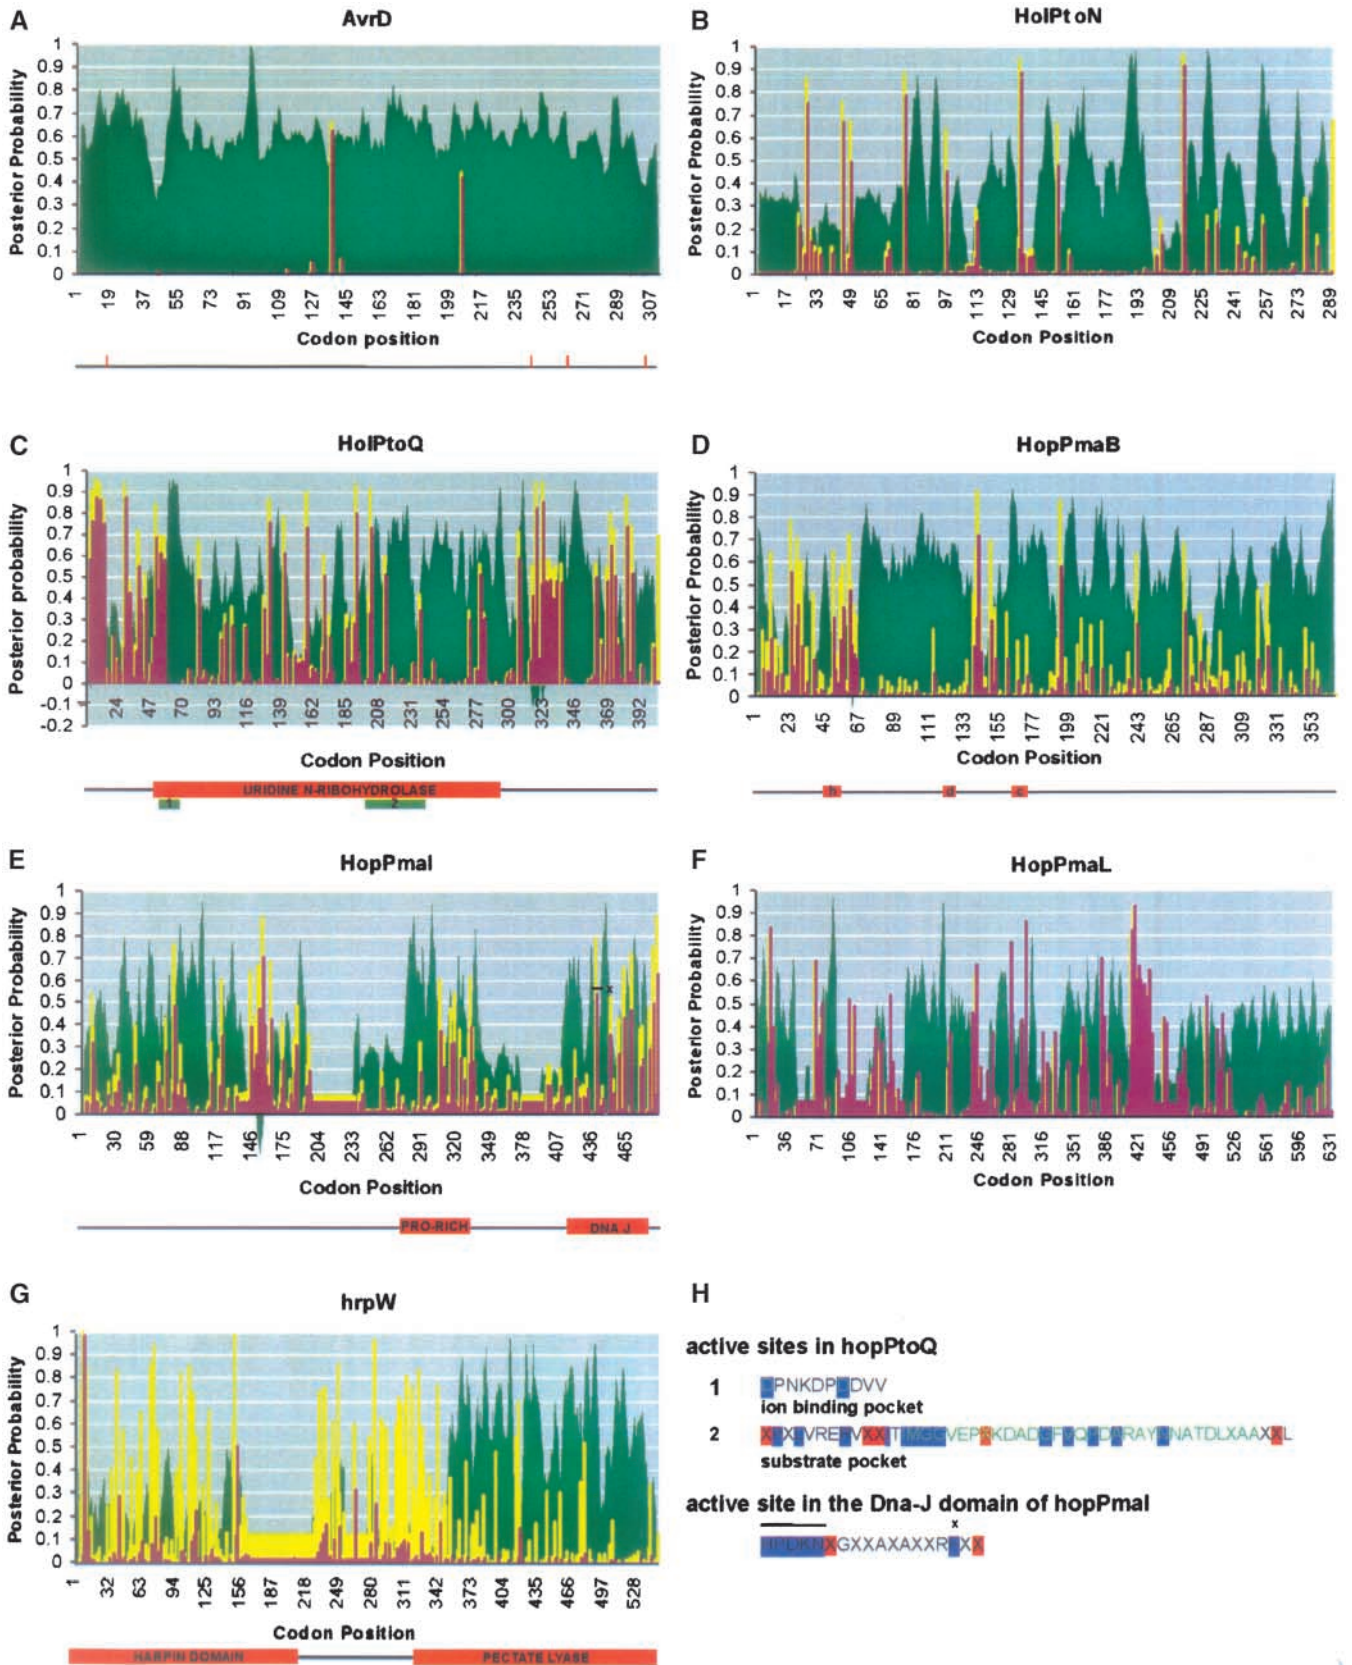 A
AvrD
Posterior Probability
1
0.9
0.8
0.7
0.6
0.5
0.4
0.3
0.2
0.1
0
1 19 37 55 73 91 109 127 145 163 181 199 217 235 253 271 289 307
Codon position
B
HolPtoN
Posterior Probability
1
0.9
0.8
0.7
0.6
0.5
0.4
0.3
0.2
0.1
0
1 17 33 49 65 81 97 113 129 145 161 177 193 209 225 241 257 273 289
Codon Position
C
HolPtoQ
Posterior probability
1
0.9
0.8
0.7
0.6
0.5
0.4
0.3
0.2
0.1
0
-0.1
-0.2
24 47 70 93 116 139 162 185 208 231 254 277 300 323 346 369 392
Codon Position
URIDINE N-RIBOHYDROLASE
1 2
D
HopPmaB
Posterior Probability
1
0.9
0.8
0.7
0.6
0.5
0.4
0.3
0.2
0.1
0
1 23 45 67 89 111 133 155 177 199 221 243 265 287 309 331 353
Codon Position
h d c
E
HopPmaI
Posterior Probability
1
0.9
0.8
0.7
0.6
0.5
0.4
0.3
0.2
0.1
0
x
1 30 59 88 117 146 175 204 233 262 291 320 349 378 407 436 465
Codon Position
PRO-RICH DNA J
F
HopPmaL
Posterior Probability
1
0.9
0.8
0.7
0.6
0.5
0.4
0.3
0.2
0.1
0
1 36 71 106 141 176 211 246 281 316 351 386 421 456 491 526 561 596 631
Codon Position
G
hrpW
Posterior Probability
1
0.9
0.8
0.7
0.6
0.5
0.4
0.3
0.2
0.1
0
1 32 63 94 125 156 187 218 249 280 311 342 373 404 435 466 497 528
Codon Position
HARPIN DOMAIN PECTATE LYASE
H
active sites in hopPtoQ
1 PNKDP DVV
ion binding pocket
2
substrate pocket
active site in the Dna-J domain of hopPmaI
x